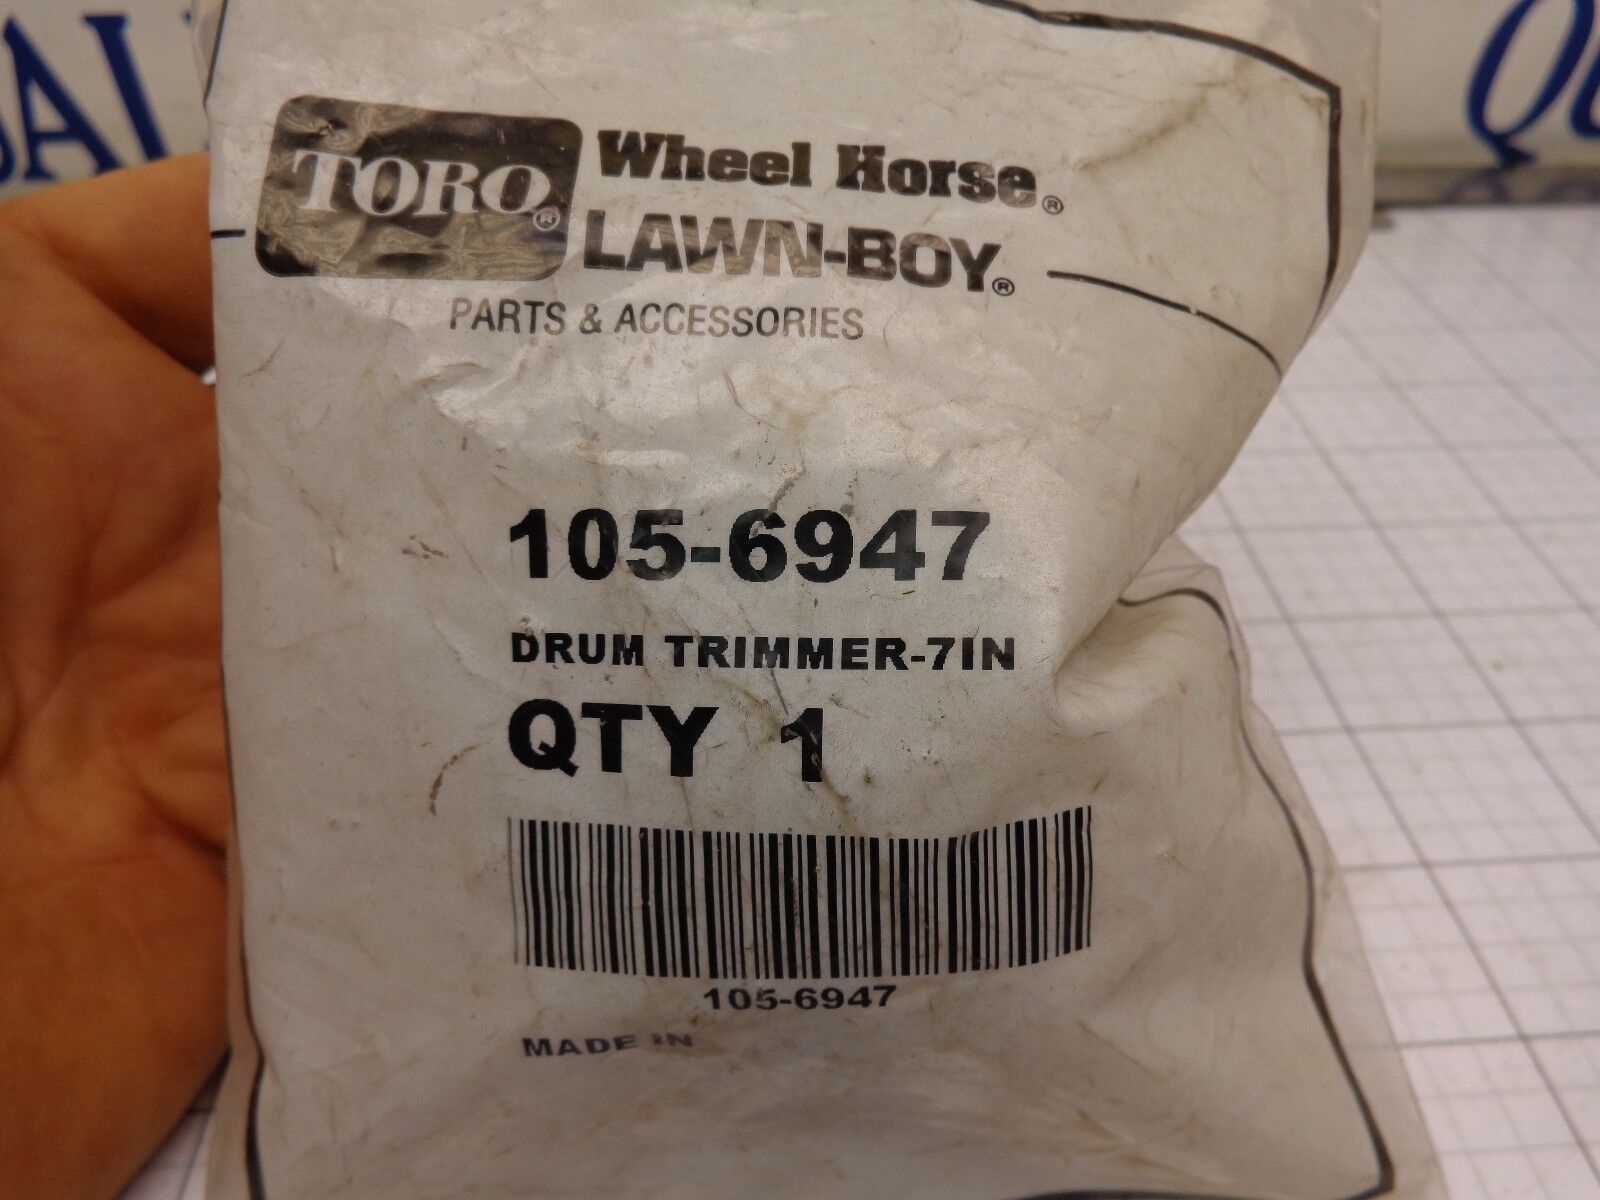 TORO®
Wheel Horse®
LAWN-BOY®
PARTS & ACCESSORIES
105-6947
DRUM TRIMMER-7IN
QTY 1
105-6947
MADE IN